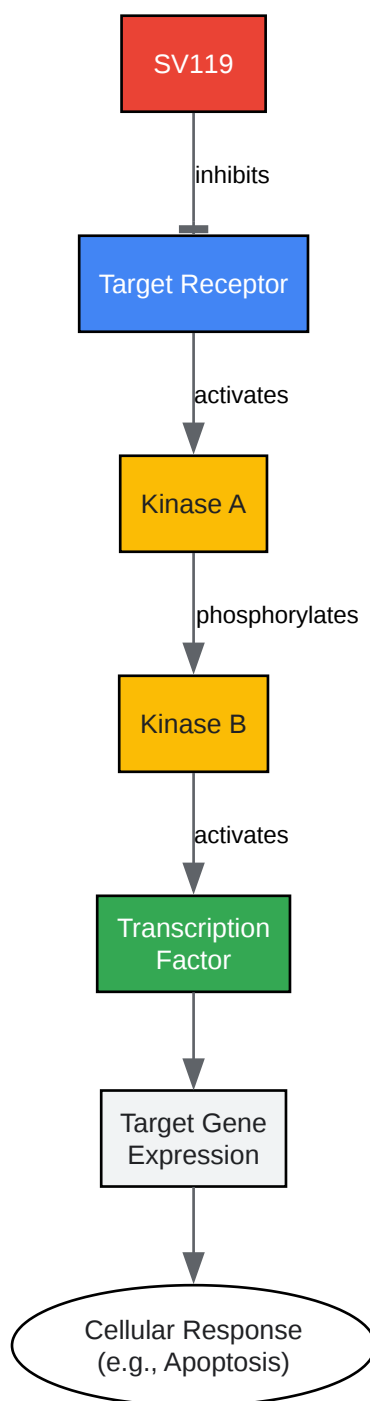 SV119
inhibits
Target Receptor
activates
Kinase A
phosphorylates
Kinase B
activates
Transcription
Factor
Target Gene
Expression
Cellular Response
(e.g., Apoptosis)